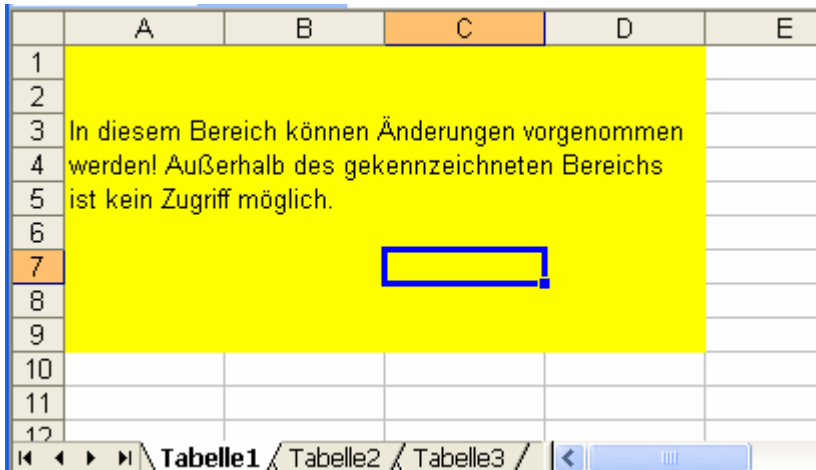 A B C D E
1
2
3 In diesem Bereich können Änderungen vorgenommen
4 werden! Außerhalb des gekennzeichneten Bereichs
5 ist kein Zugriff möglich.
6
7
8
9
10
11
12
Tabelle1 Tabelle2 Tabelle3